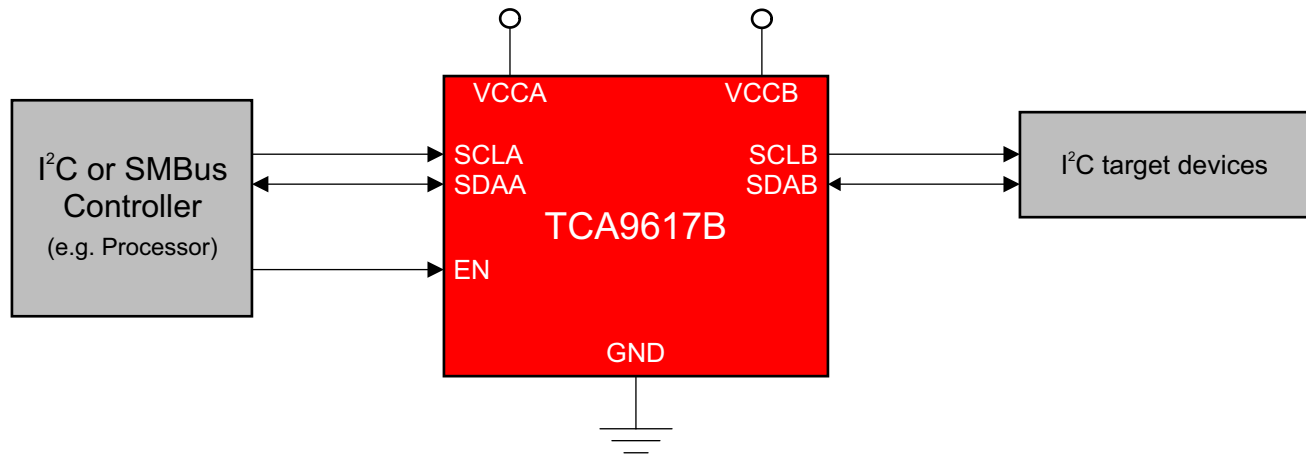 VCCA
VCCB
I²C or SMBus
Controller
(e.g. Processor)
SCLA
SDAA
EN
TCA9617B
SCLB
SDAB
GND
I²C target devices